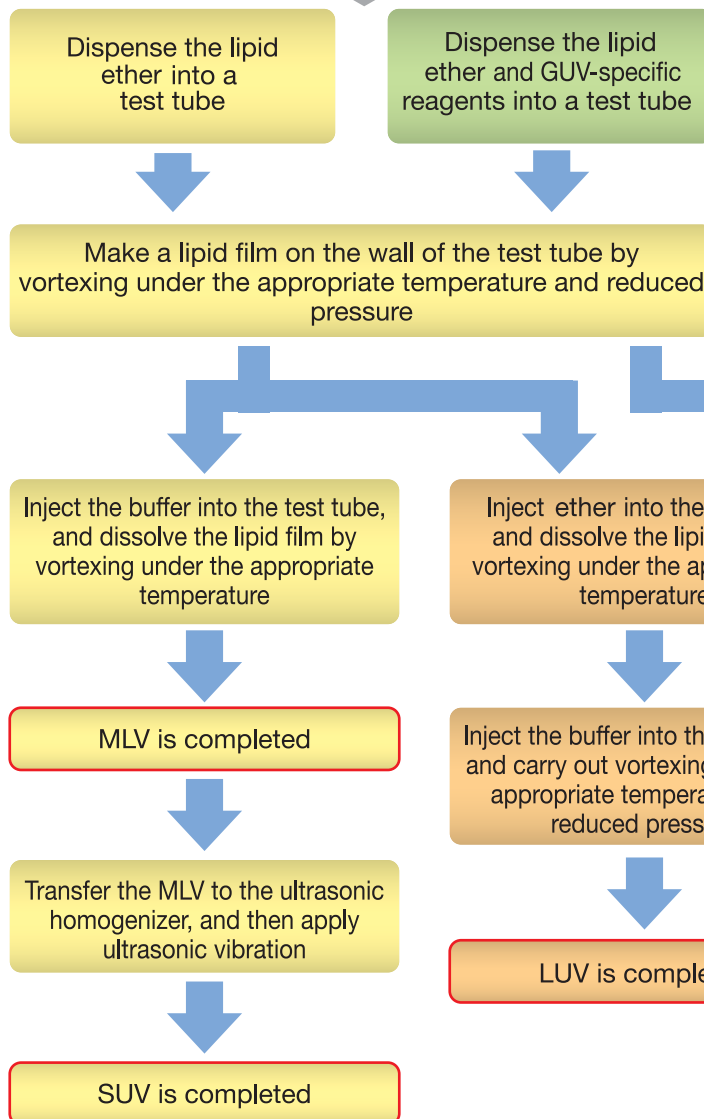 Dispense the lipid
ether into a
test tube
Dispense the lipid
ether and GUV-specific
reagents into a test tube
Make a lipid film on the wall of the test tube by
vortexing under the appropriate temperature and reduced
pressure
Inject the buffer into the test tube,
and dissolve the lipid film by
vortexing under the appropriate
temperature
Inject ether into the
and dissolve the lipi
vortexing under the ap
temperature
MLV is completed
Inject the buffer into th
and carry out vortexing
appropriate tempera
reduced press
Transfer the MLV to the ultrasonic
homogenizer, and then apply
ultrasonic vibration
LUV is comple
SUV is completed